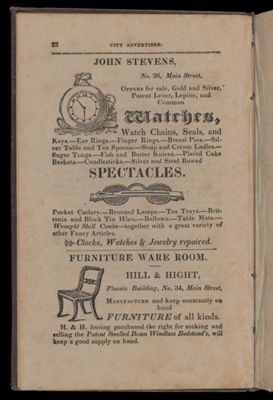 22
CITY ADVERTISER.
JOHN STEVENS,
No. 26, Main Street,
OFFERS for sale, Gold and Silver,
Patent Lever, Lepine, and
Common
Watches,
Watch Chains, Seals, and
Keys.—Ear Rings.—Finger Rings.—Breast Pins.—Sil-
ver Table and Tea Spoons.—Soup and Cream Ladles.—
Sugar Tongs.—Fish and Butter Knives.—Plated Cake
Baskets.—Candlesticks.—Silver and Steel Bowed
SPECTACLES.
Pocket Cutlery.—Bronzed Lamps.—Tea Trays.—Brit-
tania and Block Tin Ware.—Bellows.—Table Mats.—
Wrought Shell Combs—together with a great variety of
other Fancy Articles.
☞Clocks, Watches & Jewelry repaired.
FURNITURE WARE ROOM.
HILL & HIGHT,
Phœnix Building, No. 34, Main Street,
MANUFACTURE and keep constantly on
hand
FURNITURE of all kinds.
H. & H. having purchased the right for making and
selling the Patent Swelled Beam Windlass Bedstead's, will
keep a good supply on hand.